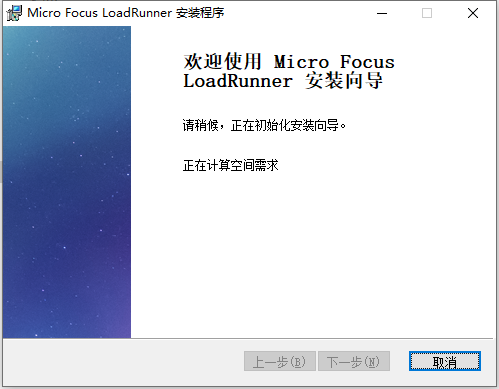 Micro Focus LoadRunner 安装程序
欢迎使用 Micro Focus
LoadRunner 安装向导
请稍候，正在初始化安装向导。
正在计算空间需求
上一步(B) 下一步(N) 取消